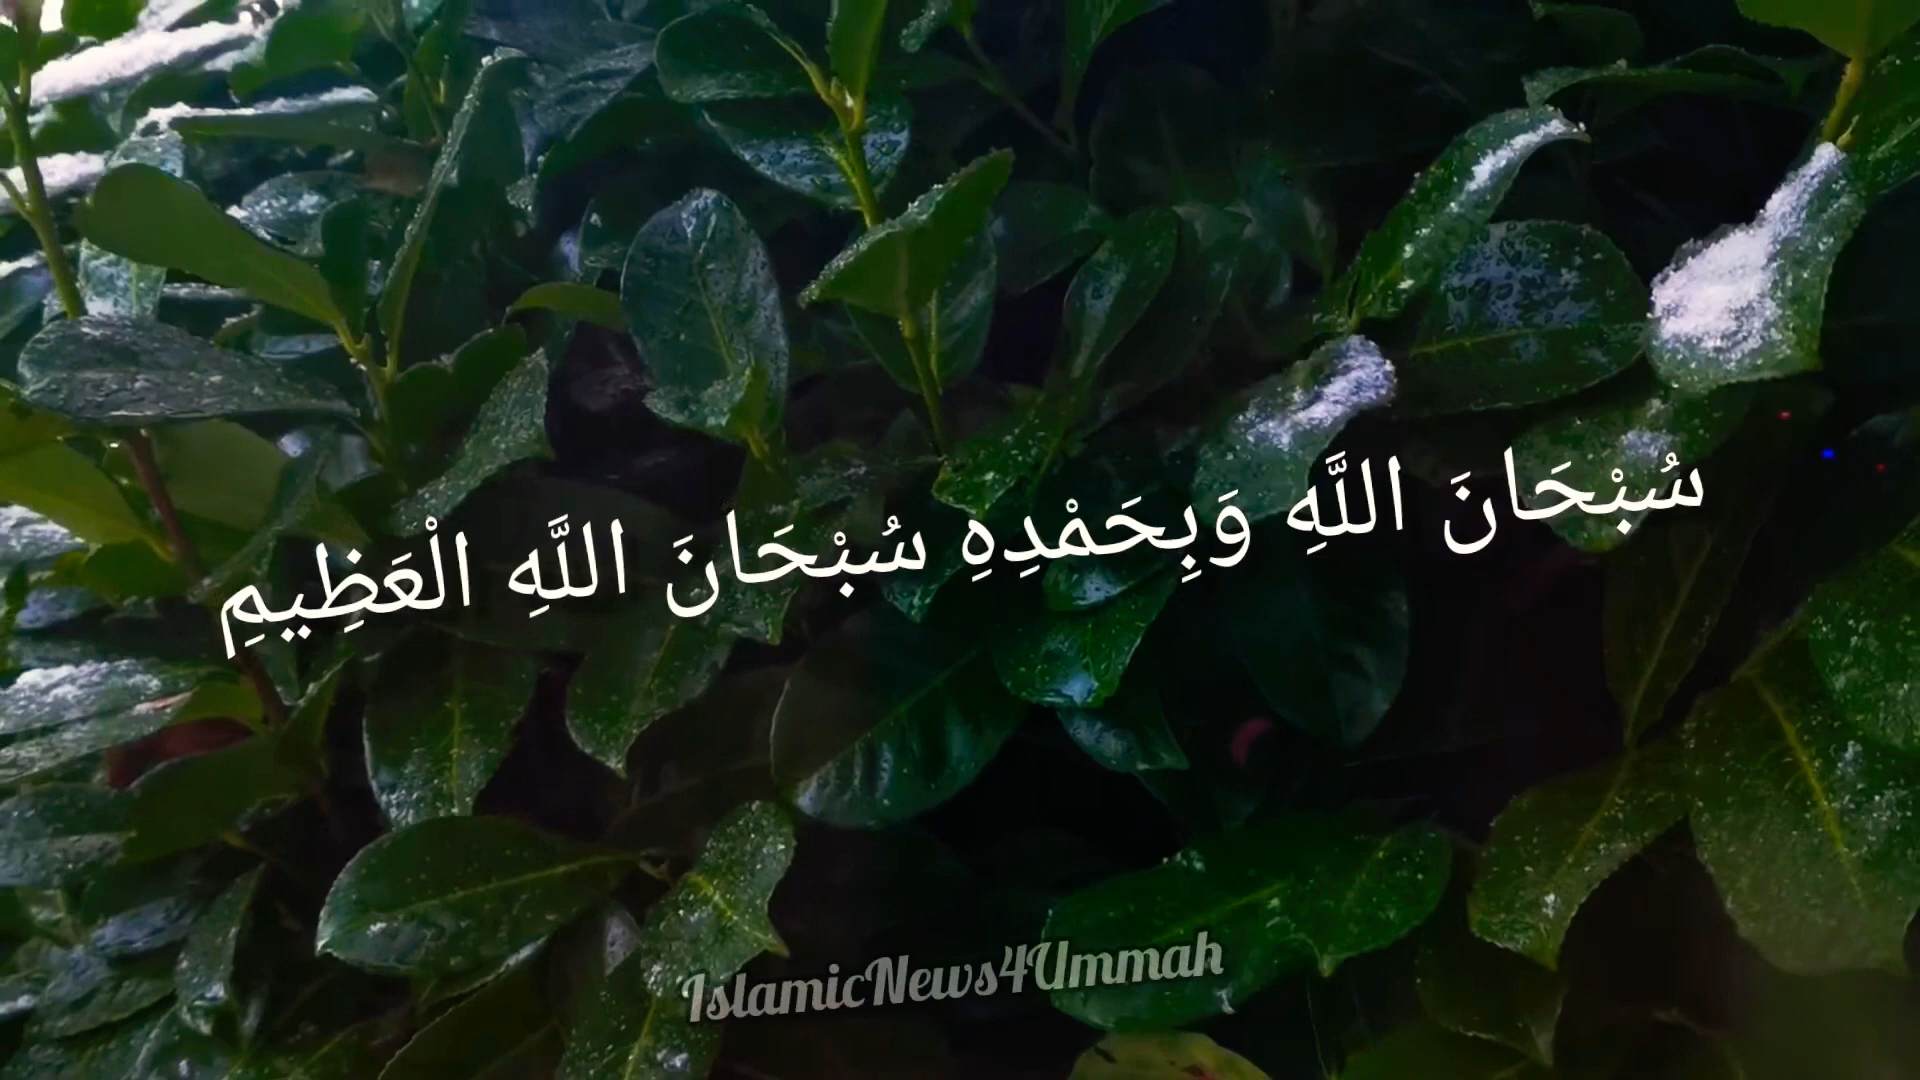 سُبْحَانَ اللَّهِ وَبِحَمْدِهِ سُبْحَانَ اللَّهِ الْعَظِيمِ
IslamicNews4Ummah